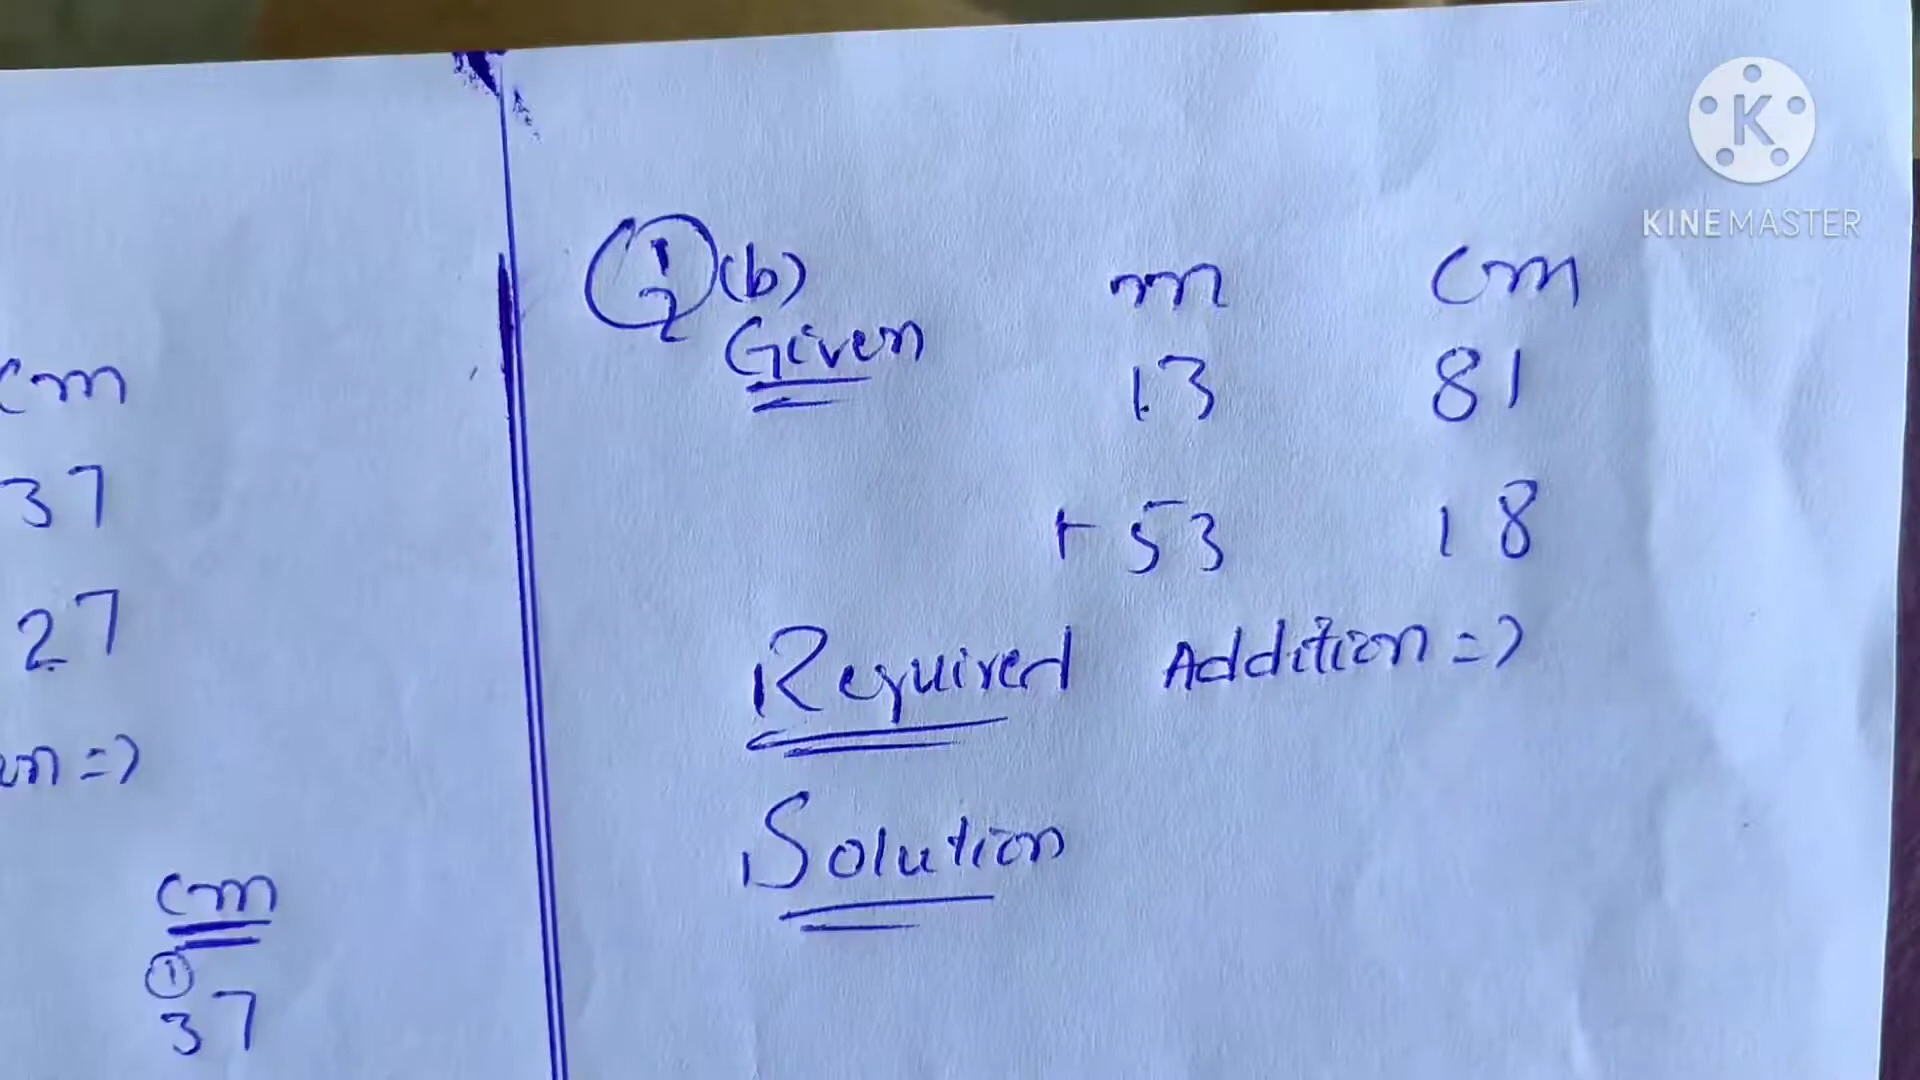 cm
37
27
=>
cm
1
37
1/2 (b) m cm
Given 13 81
+ 53 18
Required Addition =>
Solution
K
KINEMASTER